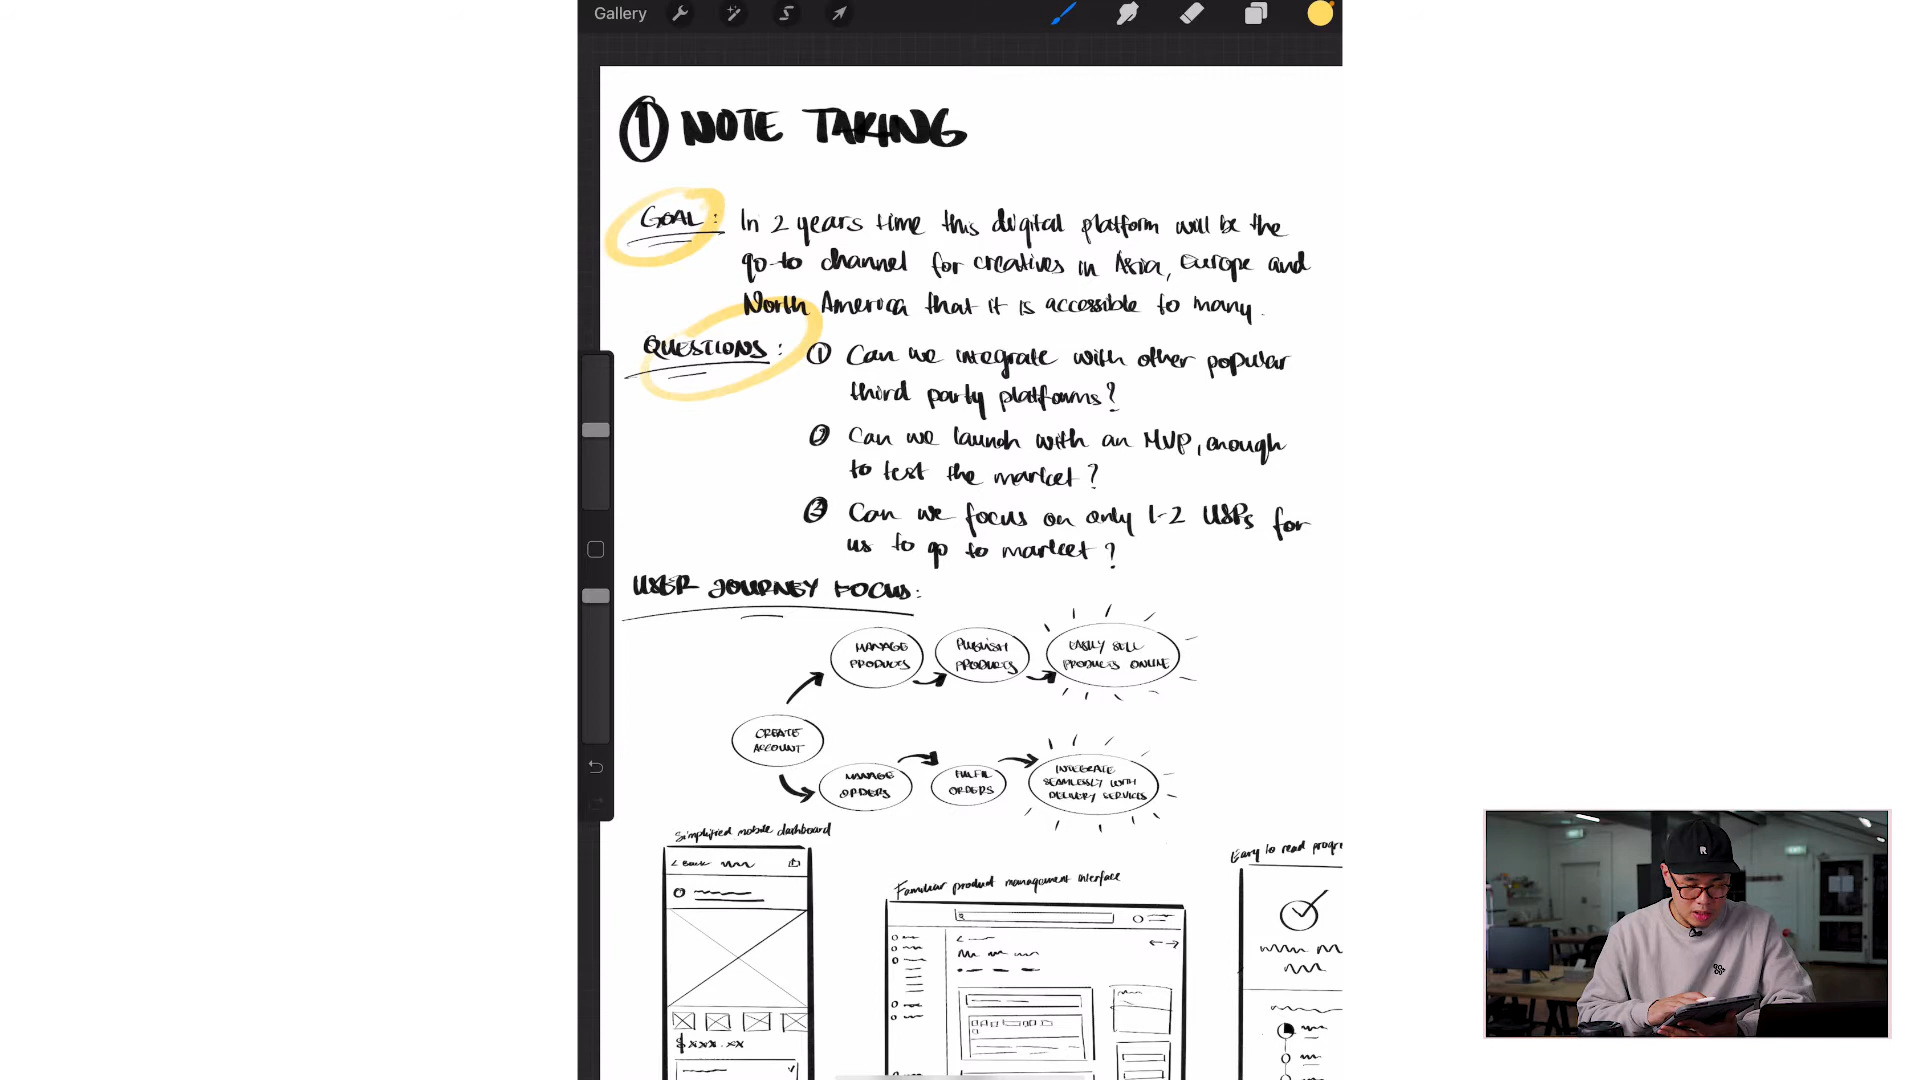 Gallery
① NOTE TAKING
GOAL: In 2 years time this digital platform will be the
go-to channel for creatives in Asia, Europe and
North America that it is accessible to many.
QUESTIONS: ① Can we integrate with other popular
third party platforms?
② Can we launch with an MVP, enough
to test the market?
③ Can we focus on only 1-2 USPs for
us to go to market?
USER JOURNEY FOCUS:
MANAGE
PRODUCTS
PUBLISH
PRODUCTS
EASILY SELL
PRODUCTS ONLINE
CREATE
ACCOUNT
MANAGE
ORDERS
FULFIL
ORDERS
INTEGRATE
SEAMLESSLY WITH
DELIVERY SERVICES
Simplified mobile dashboard
< Back
$xxx.xx
Familiar product management interface
Easy to read progr
R